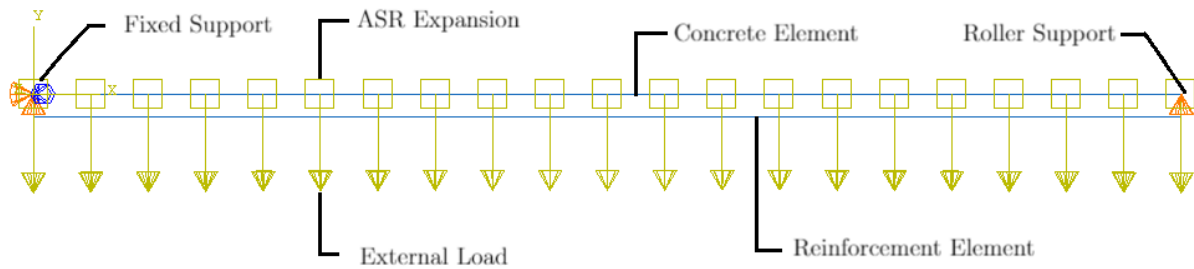 Y
Fixed Support
ASR Expansion
Concrete Element
Roller Support
X
External Load
Reinforcement Element